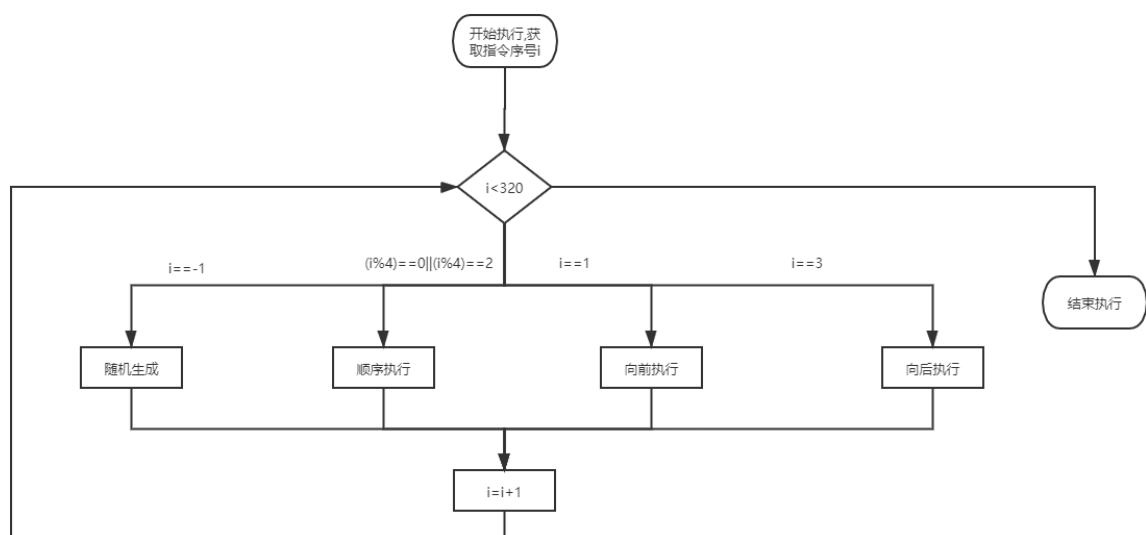 开始执行,获
取指令序号i
i<320
i==-1
(i%4)==0||(i%4)==2
i==1
i==3
结束执行
随机生成
顺序执行
向前执行
向后执行
i=i+1